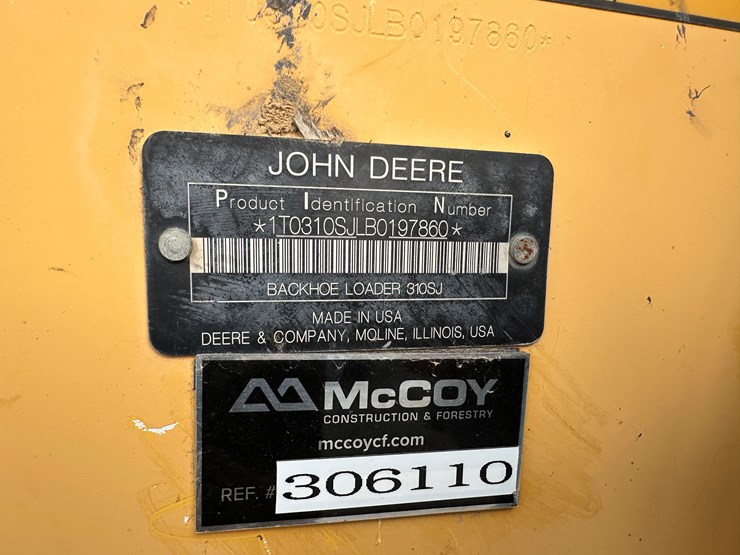 *1T0310SJLB0197860*
JOHN DEERE
Product Identification Number
*1T0310SJLB0197860*
BACKHOE LOADER 310SJ
MADE IN USA
DEERE & COMPANY, MOLINE, ILLINOIS, USA
McCOY
CONSTRUCTION & FORESTRY
mccoycf.com
REF. # 306110